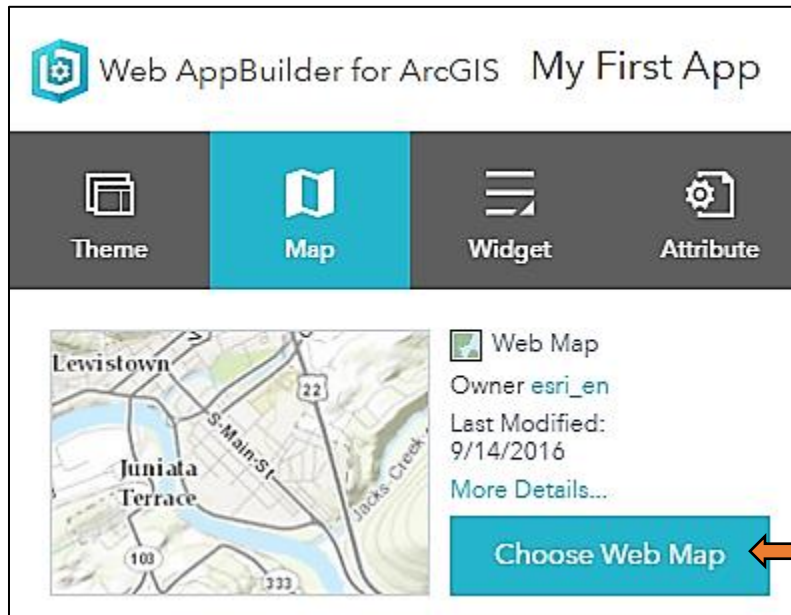 Web AppBuilder for ArcGIS My First App
Theme Map Widget Attribute
Lewistown
22
S-Main-St
Juniata
Terrace
Jacks-Creek
103
333
Web Map
Owner esri_en
Last Modified:
9/14/2016
More Details...
Choose Web Map